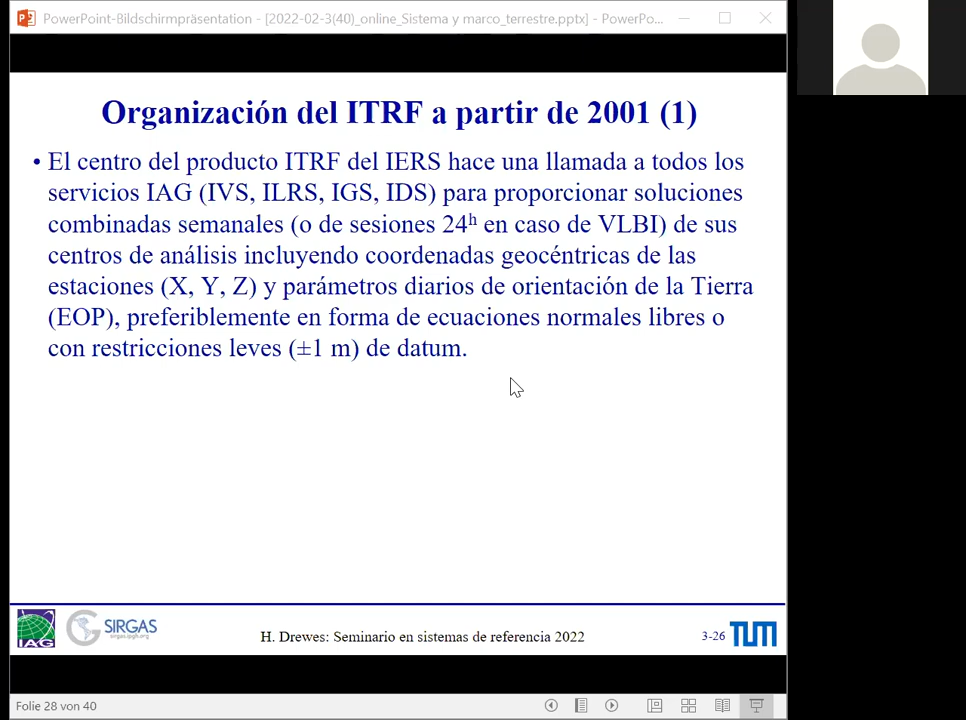 PowerPoint-Bildschirmpräsentation - [2022-02-3(40)_online_Sistema y marco_terrestre.pptx] - PowerPo...
Organización del ITRF a partir de 2001 (1)
• El centro del producto ITRF del IERS hace una llamada a todos los
servicios IAG (IVS, ILRS, IGS, IDS) para proporcionar soluciones
combinadas semanales (o de sesiones 24ʰ en caso de VLBI) de sus
centros de análisis incluyendo coordenadas geocéntricas de las
estaciones (X, Y, Z) y parámetros diarios de orientación de la Tierra
(EOP), preferiblemente en forma de ecuaciones normales libres o
con restricciones leves (±1 m) de datum.
IAG
SIRGAS
sirgas.ipgh.org
H. Drewes: Seminario en sistemas de referencia 2022
3-26
TUM
Folie 28 von 40